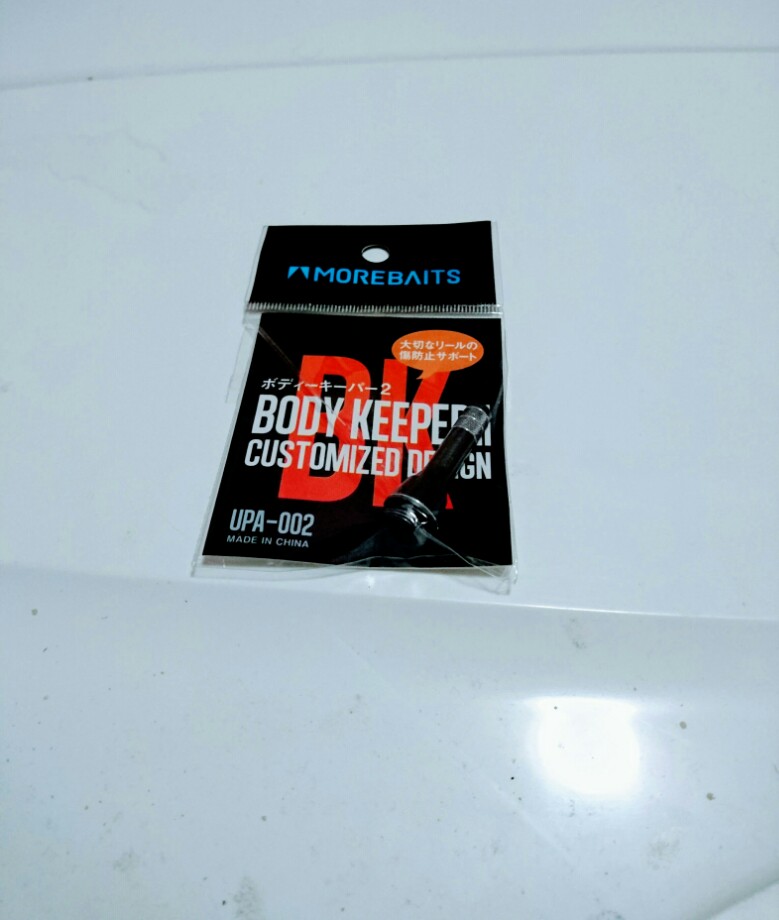 MOREBAITS
大切なリールの
傷防止サポート
BK
ボディーキーパー2
BODY KEEPER
CUSTOMIZED
UPA-002
MADE IN CHINA